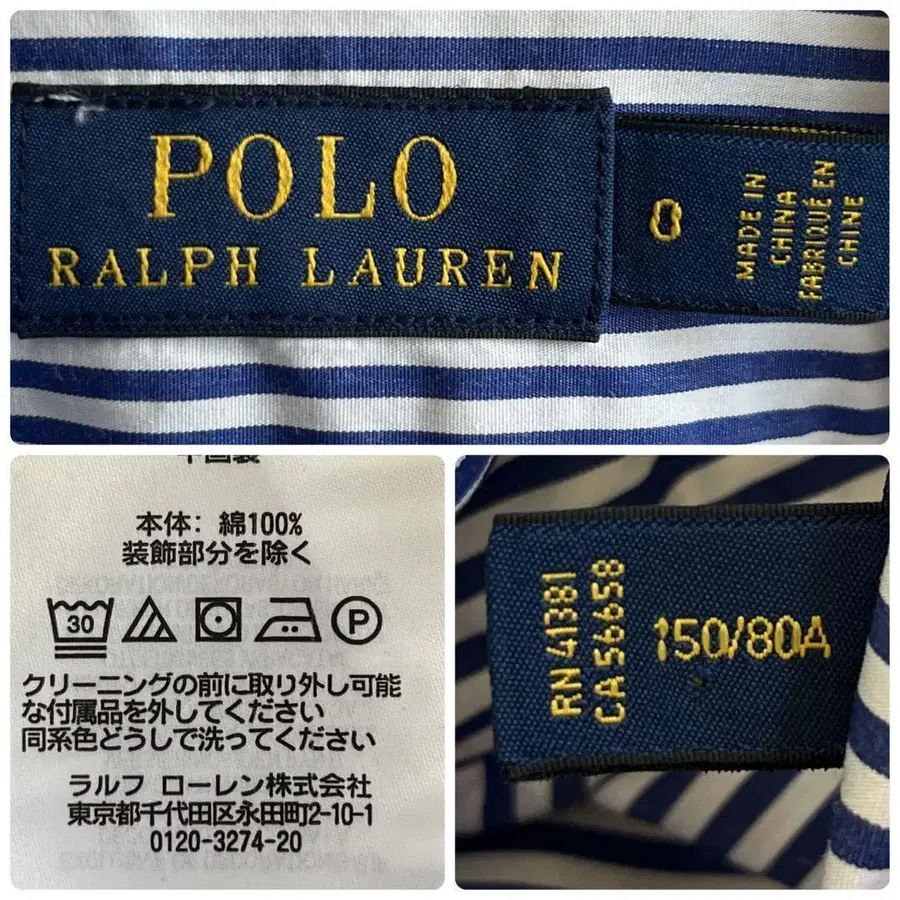 POLO
RALPH LAUREN
0
MADE IN
CHINA
FABRIQUÉ EN
CHINE
中国製
本体: 綿100%
装飾部分を除く
30
P
クリーニングの前に取り外し可能
な付属品を外してください
同系色どうしで洗ってください
ラルフ ローレン株式会社
東京都千代田区永田町2-10-1
0120-3274-20
RN 41381
CA 56658
150/80A